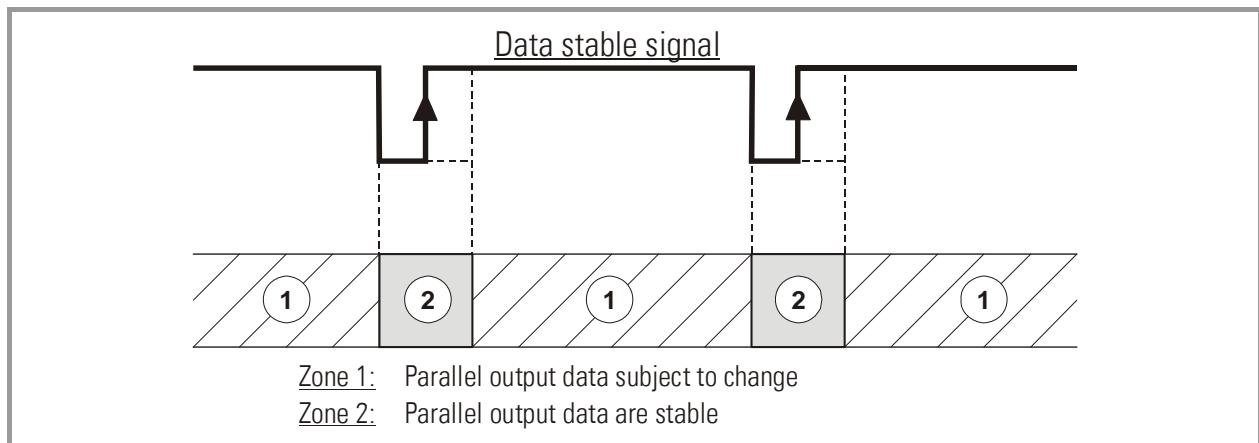 Data stable signal
1 2 1 2 1
Zone 1: Parallel output data subject to change
Zone 2: Parallel output data are stable